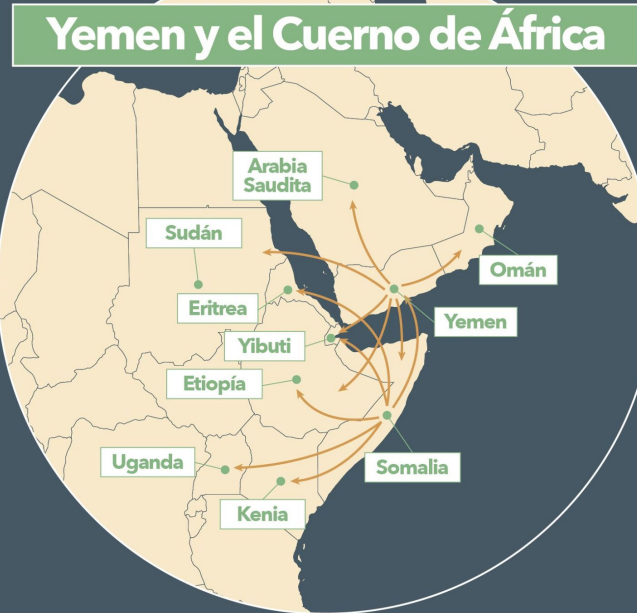 Yemen y el Cuerno de África
Arabia
Saudita
Sudán
Omán
Eritrea
Yemen
Yibuti
Etiopía
Uganda
Somalia
Kenia